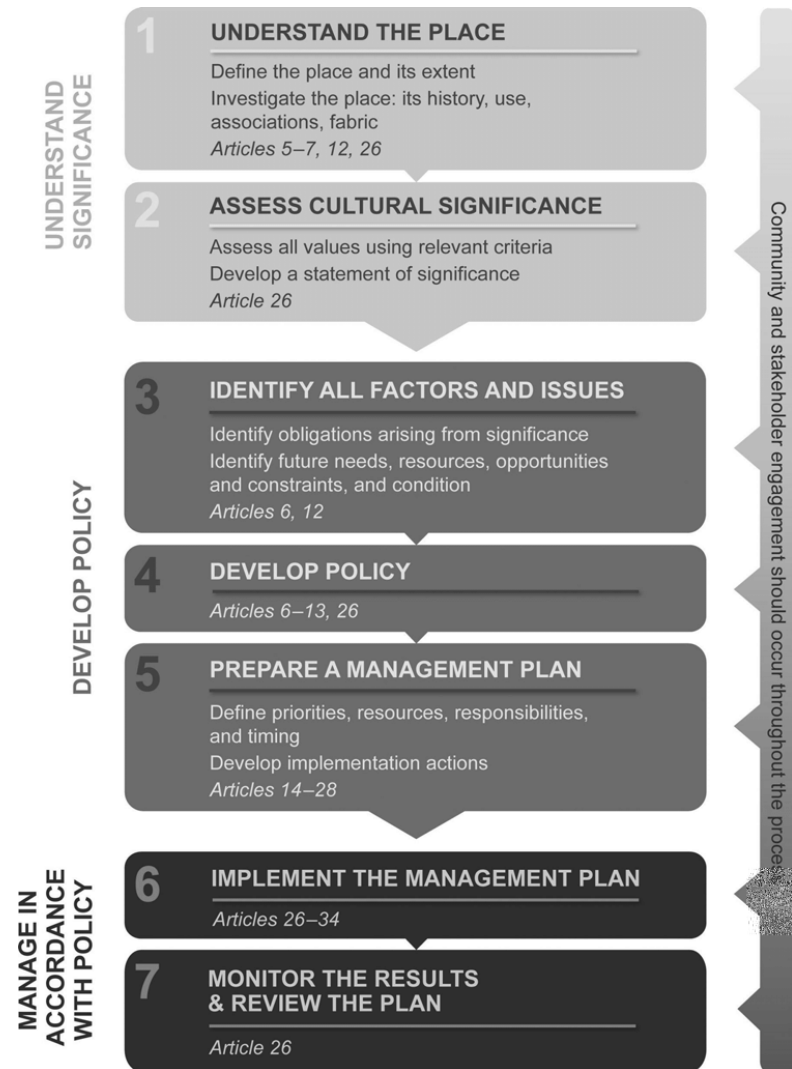 UNDERSTAND
SIGNIFICANCE
1
UNDERSTAND THE PLACE
Define the place and its extent
Investigate the place: its history, use,
associations, fabric
Articles 5–7, 12, 26
2
ASSESS CULTURAL SIGNIFICANCE
Assess all values using relevant criteria
Develop a statement of significance
Article 26
DEVELOP POLICY
3
IDENTIFY ALL FACTORS AND ISSUES
Identify obligations arising from significance
Identify future needs, resources, opportunities
and constraints, and condition
Articles 6, 12
4
DEVELOP POLICY
Articles 6–13, 26
5
PREPARE A MANAGEMENT PLAN
Define priorities, resources, responsibilities,
and timing
Develop implementation actions
Articles 14–28
MANAGE IN
ACCORDANCE
WITH POLICY
6
IMPLEMENT THE MANAGEMENT PLAN
Articles 26–34
7
MONITOR THE RESULTS
& REVIEW THE PLAN
Article 26
Community and stakeholder engagement should occur throughout the